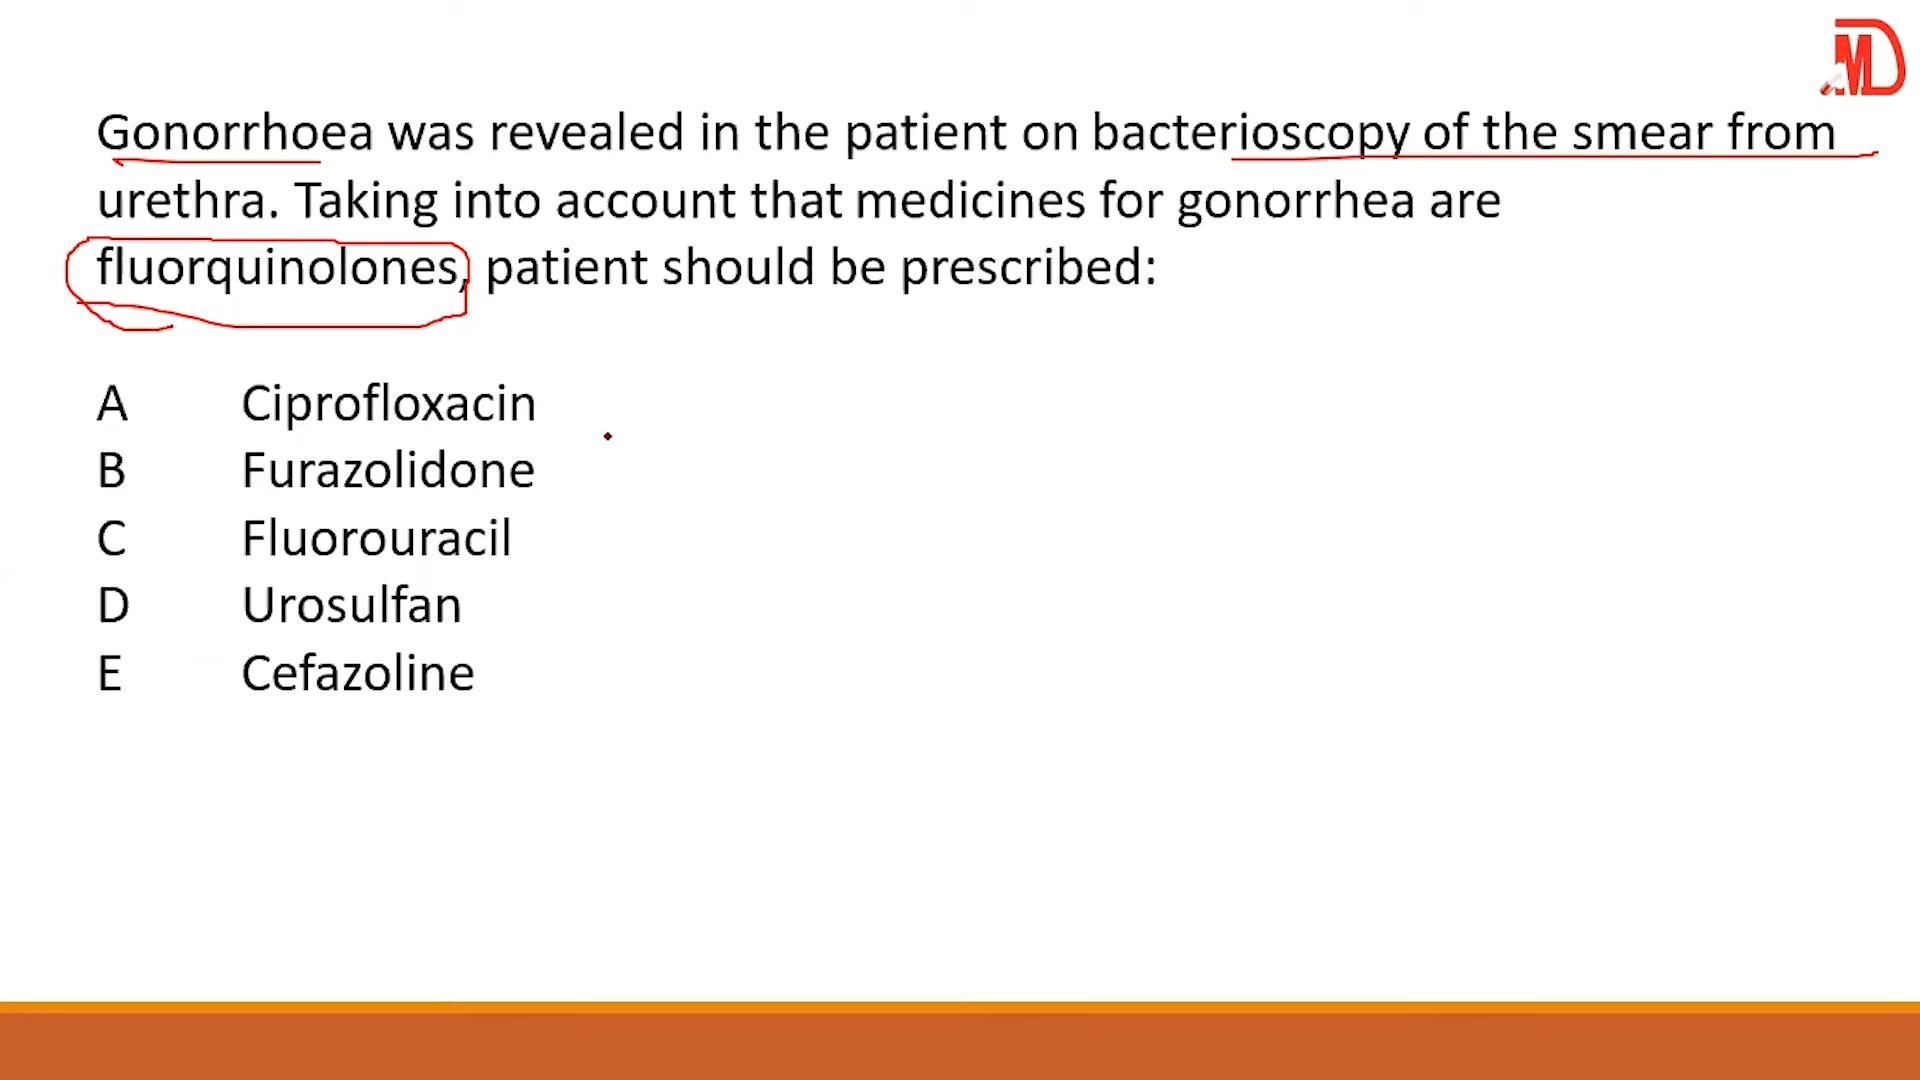 MD
Gonorrhoea was revealed in the patient on bacterioscopy of the smear from
urethra. Taking into account that medicines for gonorrhea are
fluorquinolones, patient should be prescribed:
A Ciprofloxacin
B Furazolidone
C Fluorouracil
D Urosulfan
E Cefazoline